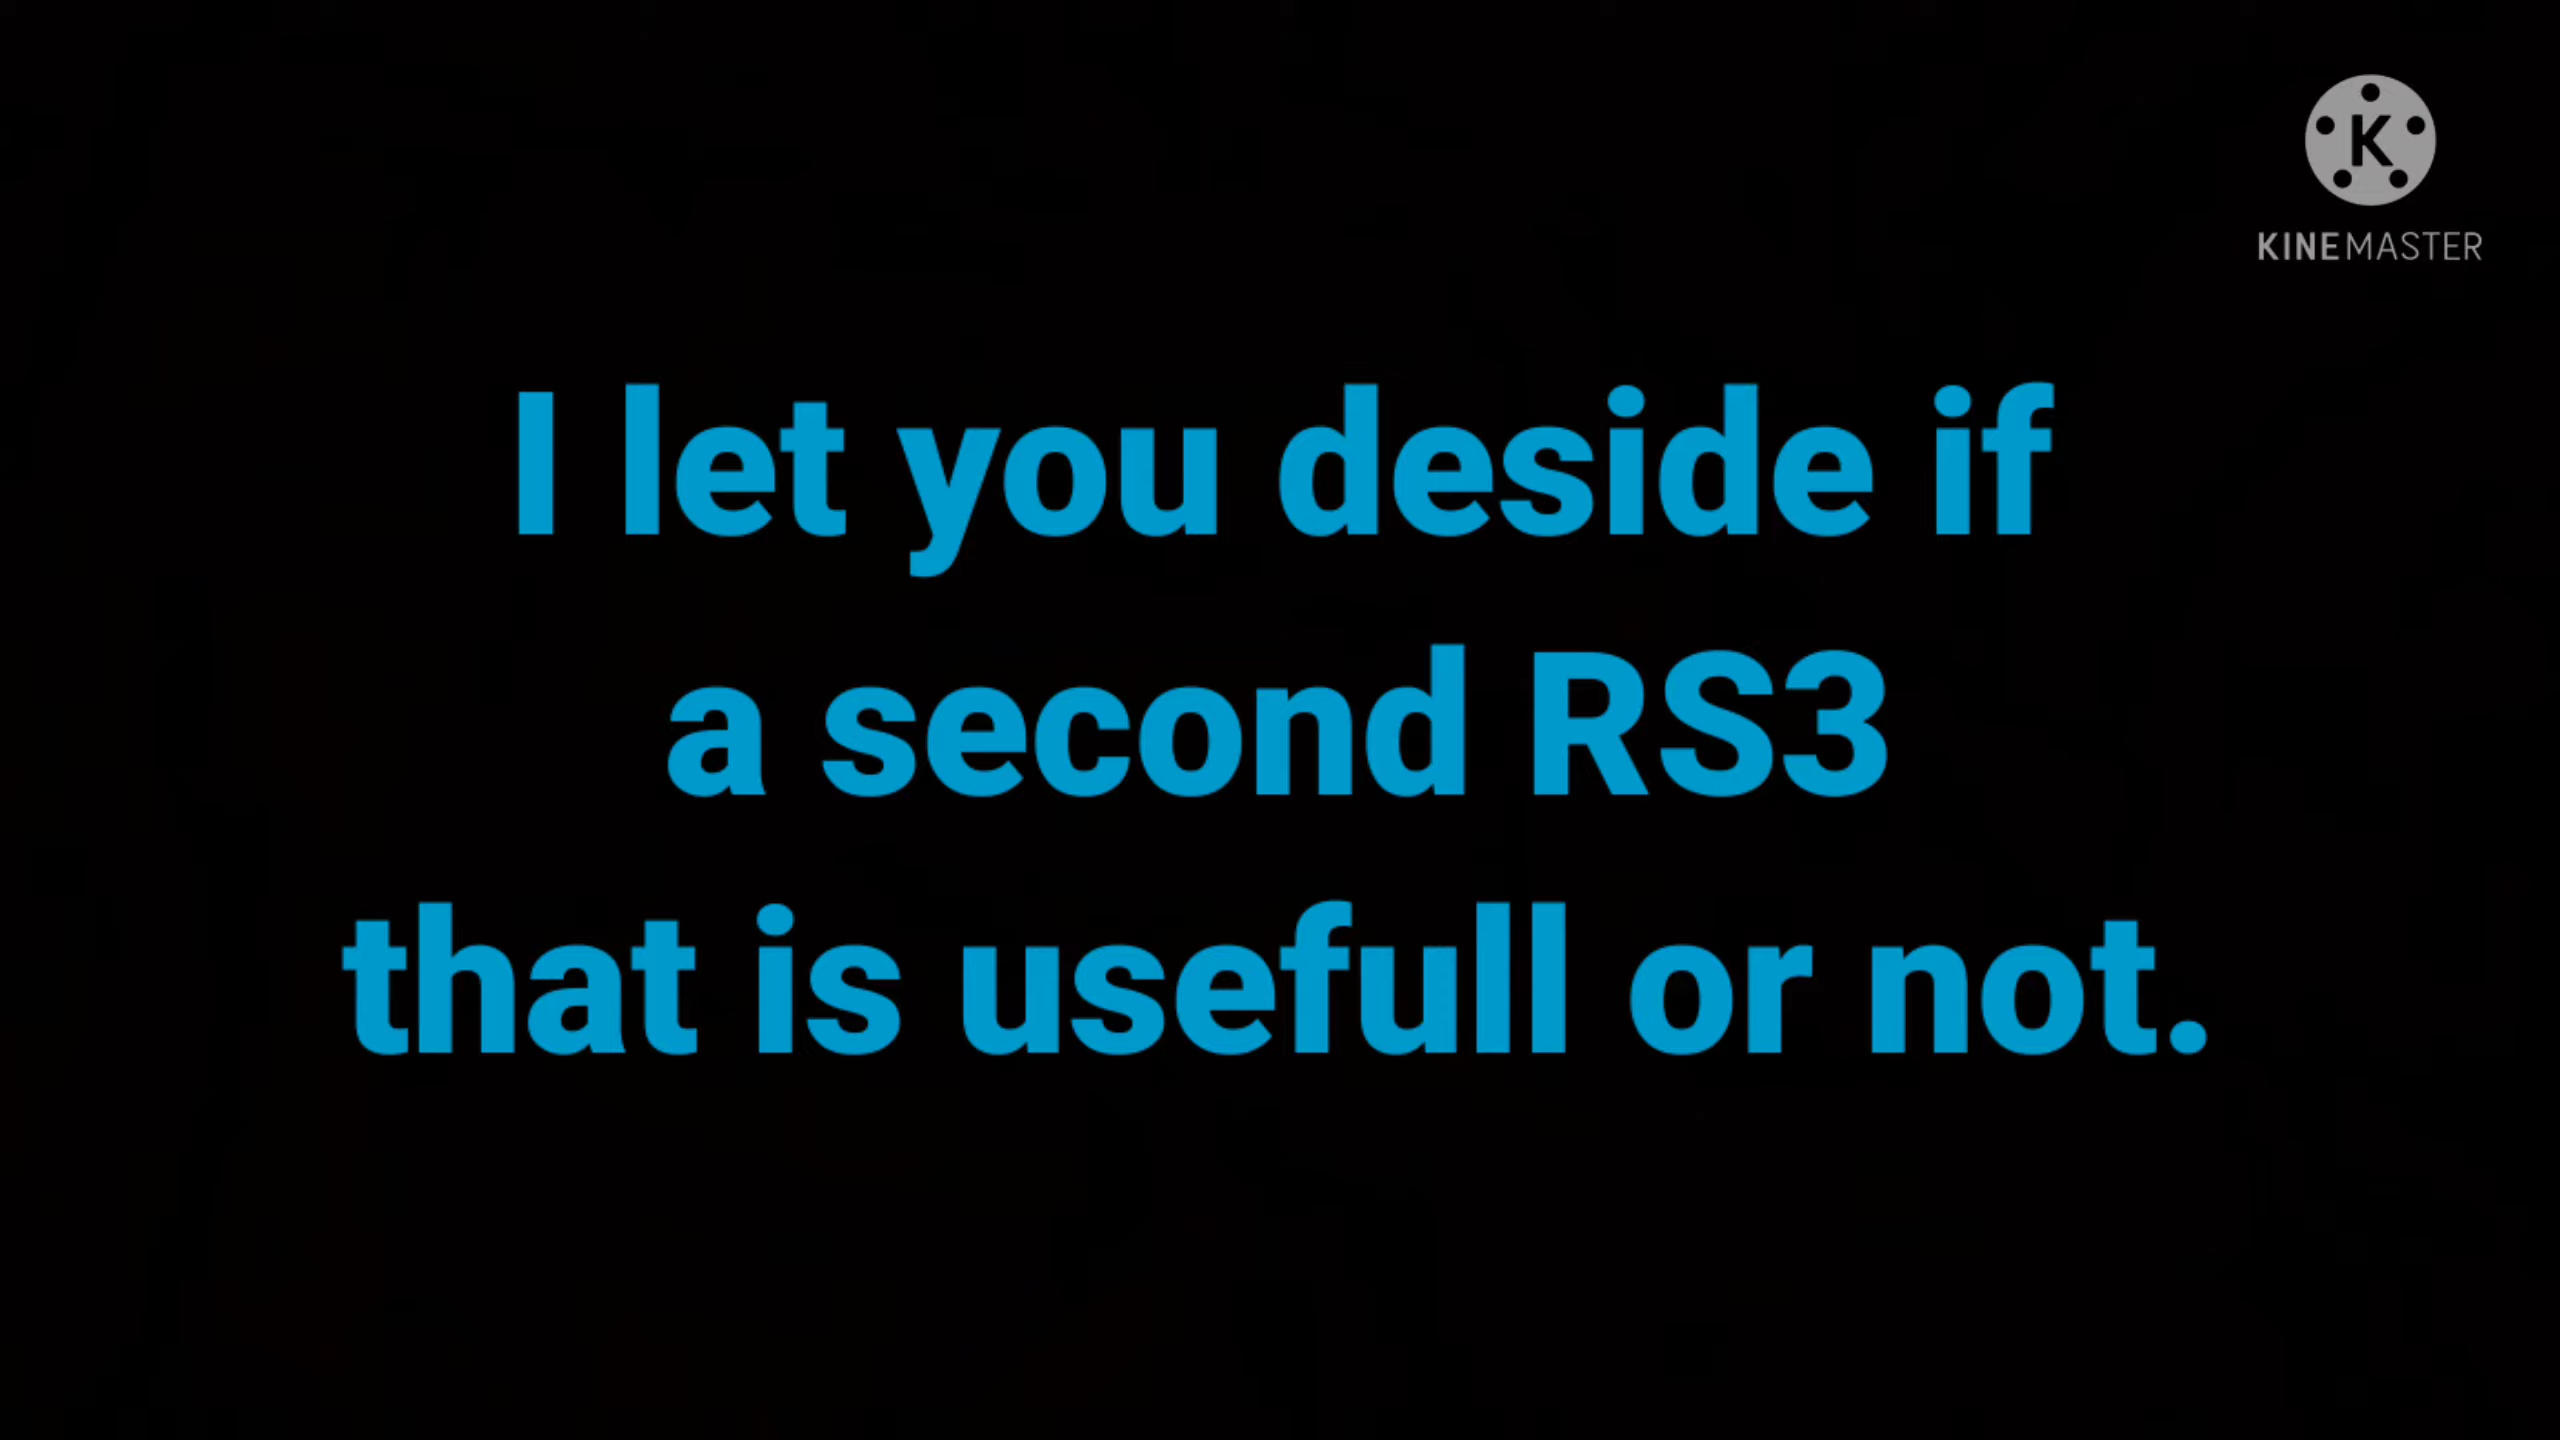 K
KINEMASTER
I let you deside if
a second RS3
that is usefull or not.